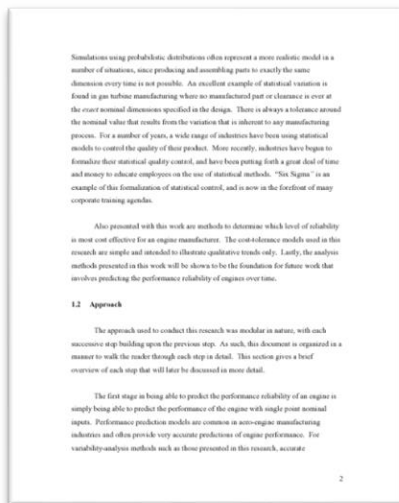 Simulations using probabilistic distributions often represent a more realistic model in a
number of situations, since producing and assembling parts to exactly the same
dimension every time is not possible. An excellent example of statistical variation is
found in gas turbine manufacturing where no manufactured part or clearance is ever at
the exact nominal dimensions specified in the design. There is always a tolerance around
the nominal value that results from the variation that is inherent to any manufacturing
process. For a number of years, a wide range of industries have been using statistical
models to control the quality of their product. More recently, industries have begun to
formalize their statistical quality control, and have been putting forth a great deal of time
and money to educate employees on the use of statistical methods. "Six Sigma" is an
example of this formalization of statistical control, and is now in the forefront of many
corporate training agendas.
Also presented with this work are methods to determine which level of reliability
is most cost effective for an engine manufacturer. The cost-tolerance models used in this
research are simple and intended to illustrate qualitative trends only. Lastly, the analysis
methods presented in this work will be shown to be the foundation for future work that
involves predicting the performance reliability of engines over time.
1.2 Approach
The approach used to conduct this research was modular in nature, with each
successive step building upon the previous step. As such, this document is organized in a
manner to walk the reader through each step in detail. This section gives a brief
overview of each step that will later be discussed in more detail.
The first stage in being able to predict the performance reliability of an engine is
simply being able to predict the performance of the engine with single point nominal
inputs. Performance prediction models are common in aero-engine manufacturing
industries and often provide very accurate predictions of engine performance. For
variability-analysis methods such as those presented in this research, accurate
2